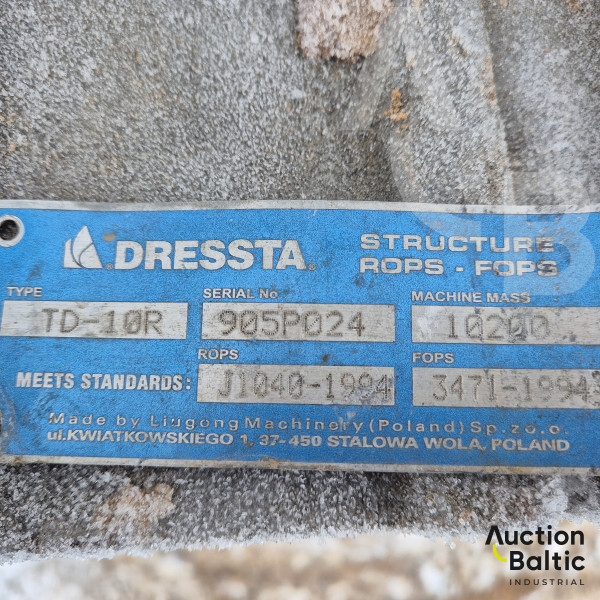 DRESSTA®
STRUCTURE
ROPS - FOPS
TYPE
SERIAL No
MACHINE MASS
TD-10R
905P024
10200
ROPS
FOPS
MEETS STANDARDS:
J1040-1994
3471-1994
Made by Liugong Machinery (Poland) Sp. z o.o.
ul.KWIATKOWSKIEGO 1, 37-450 STALOWA WOLA, POLAND
Auction
Baltic
INDUSTRIAL